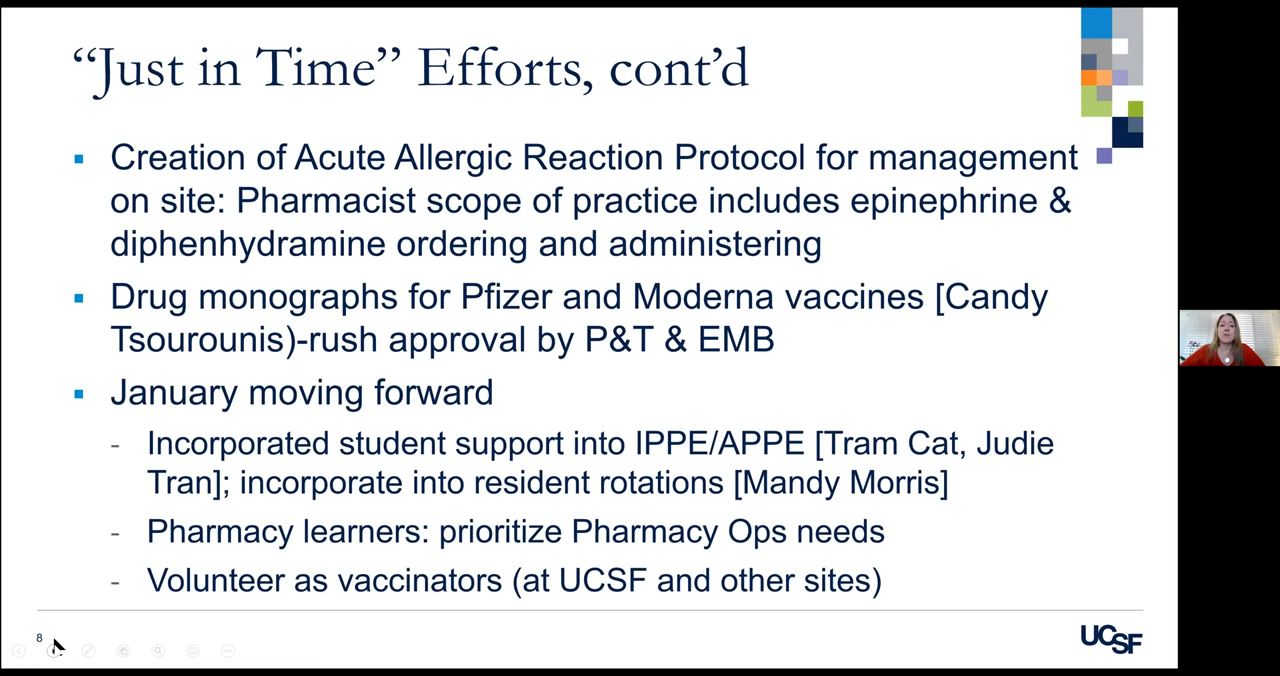 “Just in Time” Efforts, cont’d
Creation of Acute Allergic Reaction Protocol for management
on site: Pharmacist scope of practice includes epinephrine &
diphenhydramine ordering and administering
Drug monographs for Pfizer and Moderna vaccines [Candy
Tsourounis)-rush approval by P&T & EMB
January moving forward
- Incorporated student support into IPPE/APPE [Tram Cat, Judie
Tran]; incorporate into resident rotations [Mandy Morris]
- Pharmacy learners: prioritize Pharmacy Ops needs
- Volunteer as vaccinators (at UCSF and other sites)
8
UCSF